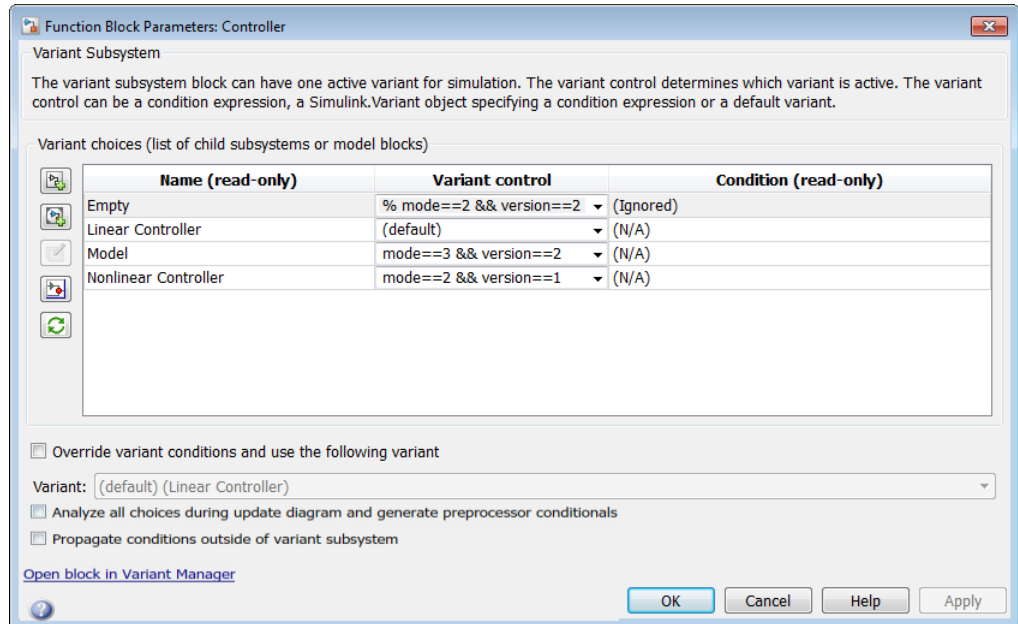 Function Block Parameters: Controller
Variant Subsystem
The variant subsystem block can have one active variant for simulation. The variant control determines which variant is active. The variant
control can be a condition expression, a Simulink.Variant object specifying a condition expression or a default variant.
Variant choices (list of child subsystems or model blocks)
Name (read-only) Variant control Condition (read-only)
Empty % mode==2 && version==2 (Ignored)
Linear Controller (default) (N/A)
Model mode==3 && version==2 (N/A)
Nonlinear Controller mode==2 && version==1 (N/A)
Override variant conditions and use the following variant
Variant: (default) (Linear Controller)
Analyze all choices during update diagram and generate preprocessor conditionals
Propagate conditions outside of variant subsystem
Open block in Variant Manager
OK Cancel Help Apply